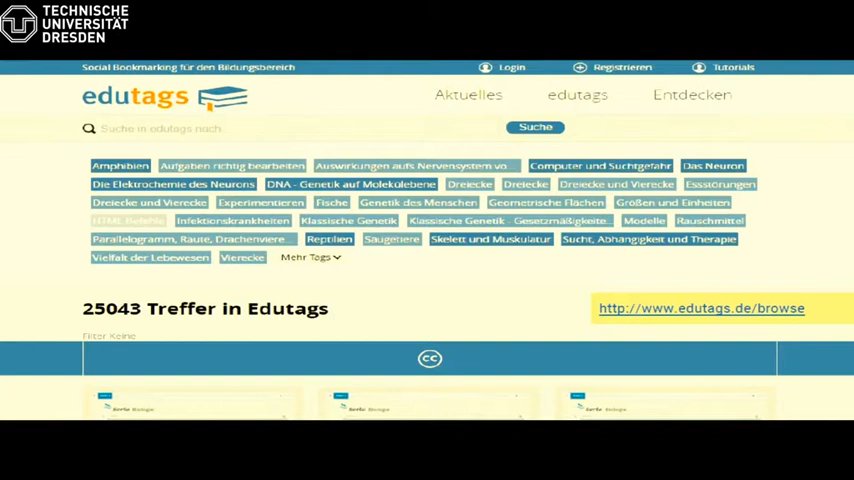 TECHNISCHE
UNIVERSITÄT
DRESDEN
Social Bookmarking für den Bildungsbereich Login Registrieren Tutorials
edutags Aktuelles edutags Entdecken
Suche in edutags nach... Suche
Amphibien Aufgaben richtig bearbeiten Auswirkungen aufs Nervensystem vo... Computer und Suchtgefahr Das Neuron
Die Elektrochemie des Neurons DNA - Genetik auf Molekülebene Dreiecke Dreiecke Dreiecke und Vierecke Essstörungen
Dreiecke und Vierecke Experimentieren Fische Genetik des Menschen Geometrische Flächen Größen und Einheiten
HTML Befehle Infektionskrankheiten Klassische Genetik Klassische Genetik - Gesetzmäßigkeite... Modelle Rauschmittel
Parallelogramm, Raute, Drachenviere... Reptilien Säugetiere Skelett und Muskulatur Sucht, Abhängigkeit und Therapie
Vielfalt der Lebewesen Vierecke Mehr Tags
25043 Treffer in Edutags http://www.edutags.de/browse
Filter Keine
cc